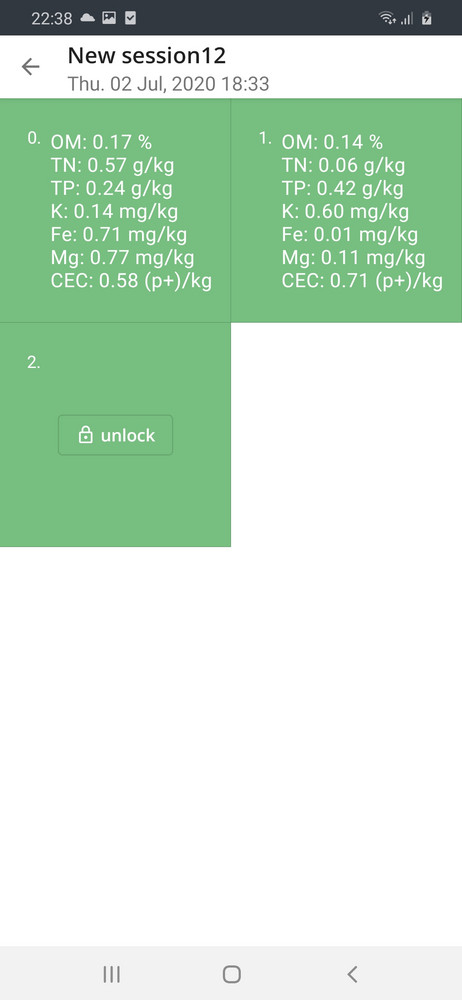 22:38
New session12
Thu. 02 Jul, 2020 18:33
0.
OM: 0.17 %
TN: 0.57 g/kg
TP: 0.24 g/kg
K: 0.14 mg/kg
Fe: 0.71 mg/kg
Mg: 0.77 mg/kg
CEC: 0.58 (p+)/kg
1.
OM: 0.14 %
TN: 0.06 g/kg
TP: 0.42 g/kg
K: 0.60 mg/kg
Fe: 0.01 mg/kg
Mg: 0.11 mg/kg
CEC: 0.71 (p+)/kg
2.
unlock